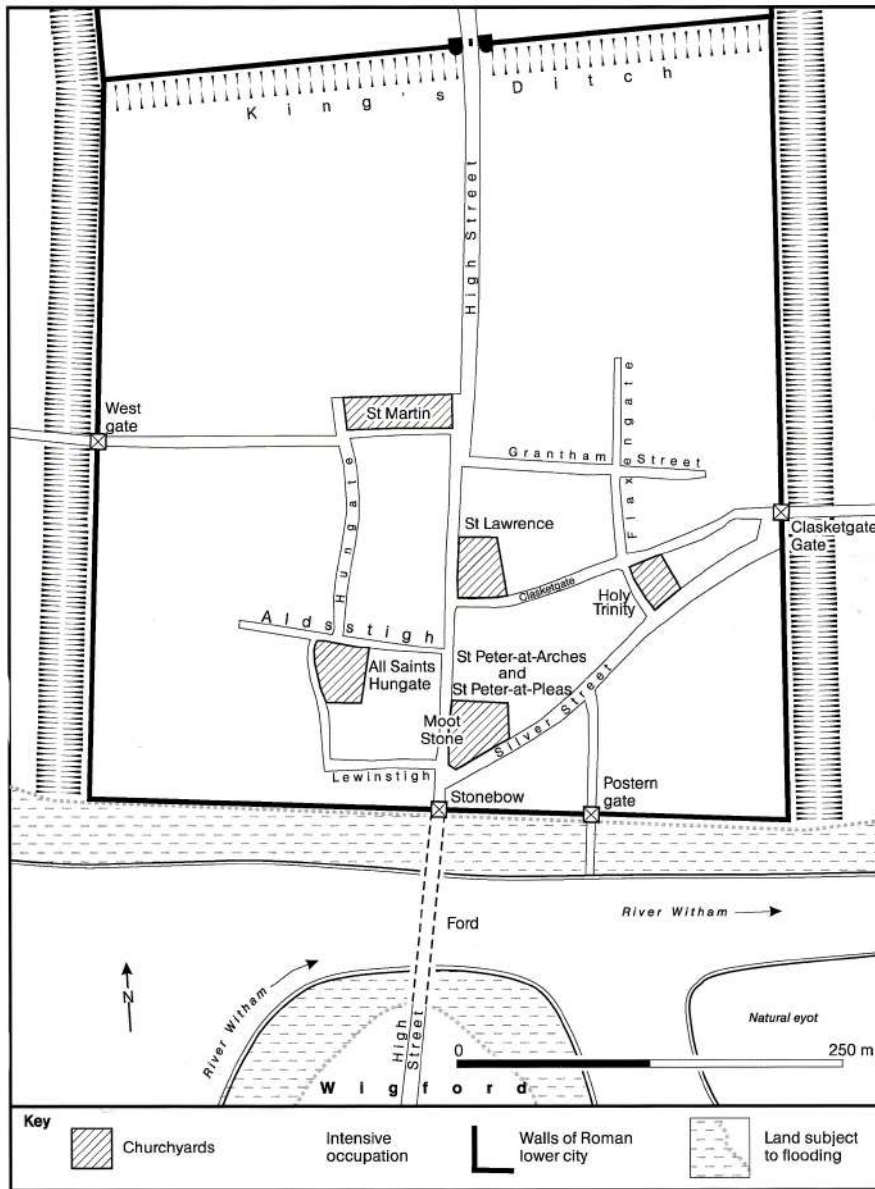 King's Ditch
High Street
West
gate
St Martin
Grantham Street
Flaxengate
Hungate
St Lawrence
Clasketgate
Gate
Clasketgate
Holy
Trinity
Aldsstigh
All Saints
Hungate
St Peter-at-Arches
and
St Peter-at-Pleas
Moot
Stone
Silver Street
Lewinstigh
Stonebow
Postern
gate
River Witham
Ford
River Witham
N
High
Street
Natural eyot
0 250 m
Wigford
Key
Churchyards
Intensive
occupation
Walls of Roman
lower city
Land subject
to flooding